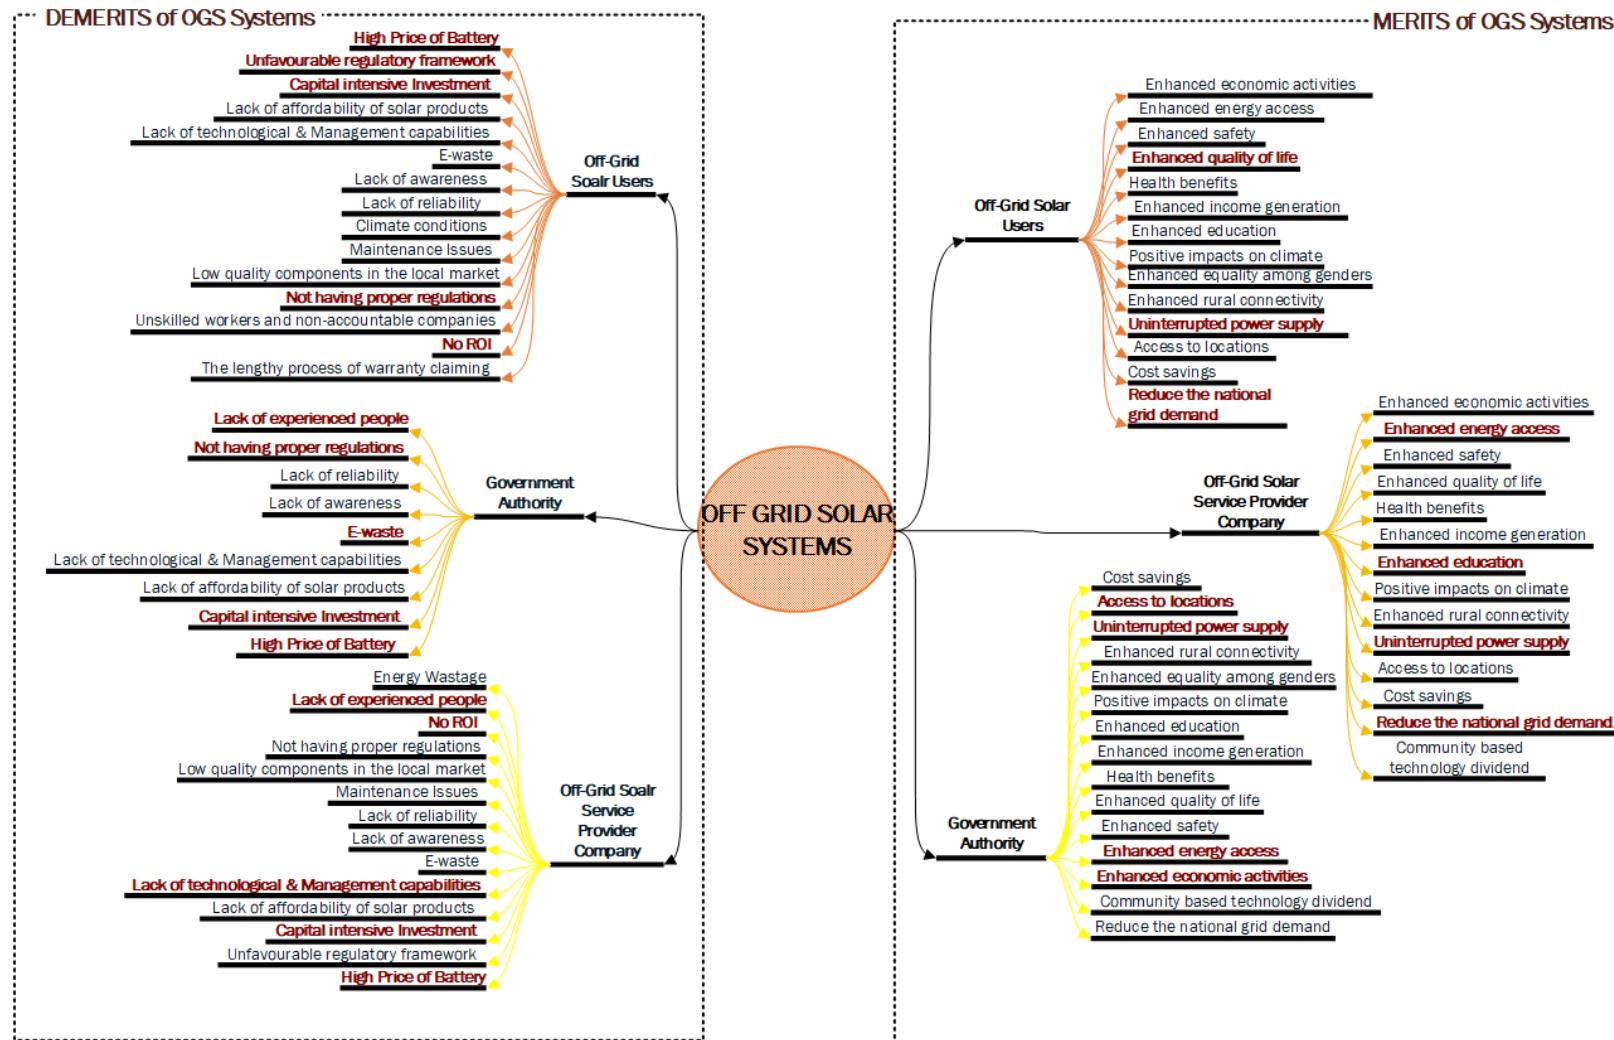 DEMERITS of OGS Systems
High Price of Battery
Unfavourable regulatory framework
Capital intensive Investment
Lack of affordability of solar products
Lack of technological & Management capabilities
E-waste
Lack of awareness
Lack of reliability
Climate conditions
Maintenance Issues
Low quality components in the local market
Not having proper regulations
Unskilled workers and non-accountable companies
No ROI
The lengthy process of warranty claiming
Off-Grid
Soalr Users
Lack of experienced people
Not having proper regulations
Lack of reliability
Lack of awareness
E-waste
Lack of technological & Management capabilities
Lack of affordability of solar products
Capital intensive Investment
High Price of Battery
Government
Authority
Energy Wastage
Lack of experienced people
No ROI
Not having proper regulations
Low quality components in the local market
Maintenance Issues
Lack of reliability
Lack of awareness
E-waste
Lack of technological & Management capabilities
Lack of affordability of solar products
Capital intensive Investment
Unfavourable regulatory framework
High Price of Battery
Off-Grid Soalr
Service
Provider
Company
OFF GRID SOLAR
SYSTEMS
MERITS of OGS Systems
Off-Grid Solar
Users
Enhanced economic activities
Enhanced energy access
Enhanced safety
Enhanced quality of life
Health benefits
Enhanced income generation
Enhanced education
Positive impacts on climate
Enhanced equality among genders
Enhanced rural connectivity
Uninterrupted power supply
Access to locations
Cost savings
Reduce the national
grid demand
Off-Grid Solar
Service Provider
Company
Enhanced economic activities
Enhanced energy access
Enhanced safety
Enhanced quality of life
Health benefits
Enhanced income generation
Enhanced education
Positive impacts on climate
Enhanced rural connectivity
Uninterrupted power supply
Access to locations
Cost savings
Reduce the national grid demand.
Community based
technology dividend
Government
Authority
Cost savings
Access to locations
Uninterrupted power supply
Enhanced rural connectivity
Enhanced equality among genders
Positive impacts on climate
Enhanced education
Enhanced income generation
Health benefits
Enhanced quality of life
Enhanced safety
Enhanced energy access
Enhanced economic activities
Community based technology dividend
Reduce the national grid demand